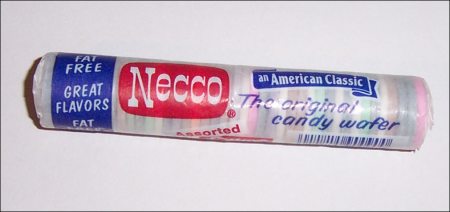 FAT
FREE
GREAT
FLAVORS
FAT
Necco®
Assorted
an American Classic
The original
candy wafer